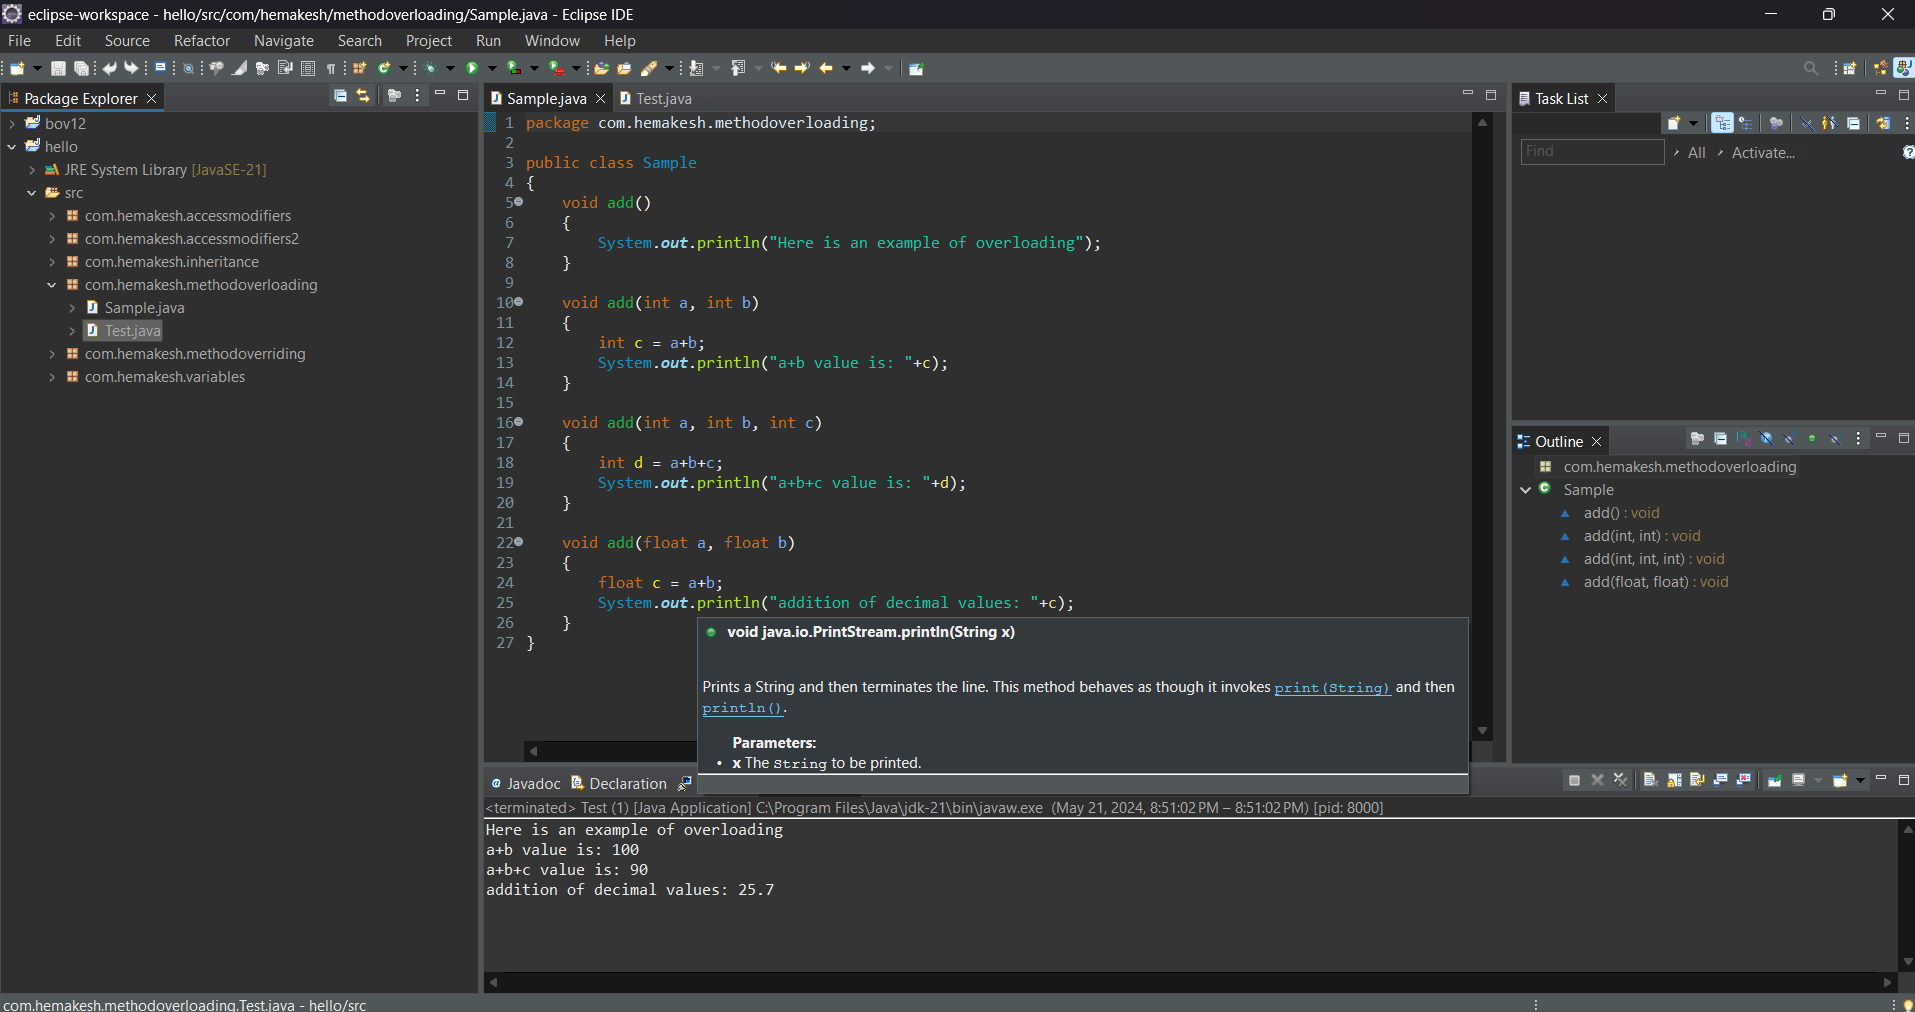 eclipse-workspace - hello/src/com/hemakesh/methodoverloading/Sample.java - Eclipse IDE
File Edit Source Refactor Navigate Search Project Run Window Help
Package Explorer
bov12
hello
JRE System Library [JavaSE-21]
src
com.hemakesh.accessmodifiers
com.hemakesh.accessmodifiers2
com.hemakesh.inheritance
com.hemakesh.methodoverloading
Sample.java
Test.java
com.hemakesh.methodoverriding
com.hemakesh.variables
Sample.java Test.java
1 package com.hemakesh.methodoverloading;
2
3 public class Sample
4 {
5 void add()
6 {
7 System.out.println("Here is an example of overloading");
8 }
9
10 void add(int a, int b)
11 {
12 int c = a+b;
13 System.out.println("a+b value is: "+c);
14 }
15
16 void add(int a, int b, int c)
17 {
18 int d = a+b+c;
19 System.out.println("a+b+c value is: "+d);
20 }
21
22 void add(float a, float b)
23 {
24 float c = a+b;
25 System.out.println("addition of decimal values: "+c);
26 }
27 }
void java.io.PrintStream.println(String x)
Prints a String and then terminates the line. This method behaves as though it invokes print(String) and then
println().
Parameters:
• x The String to be printed.
Task List
Find All Activate...
Outline
com.hemakesh.methodoverloading
Sample
add() : void
add(int, int) : void
add(int, int, int) : void
add(float, float) : void
Javadoc Declaration
<terminated> Test (1) [Java Application] C:\Program Files\Java\jdk-21\bin\javaw.exe (May 21, 2024, 8:51:02 PM – 8:51:02 PM) [pid: 8000]
Here is an example of overloading
a+b value is: 100
a+b+c value is: 90
addition of decimal values: 25.7
com.hemakesh.methodoverloading.Test.java - hello/src